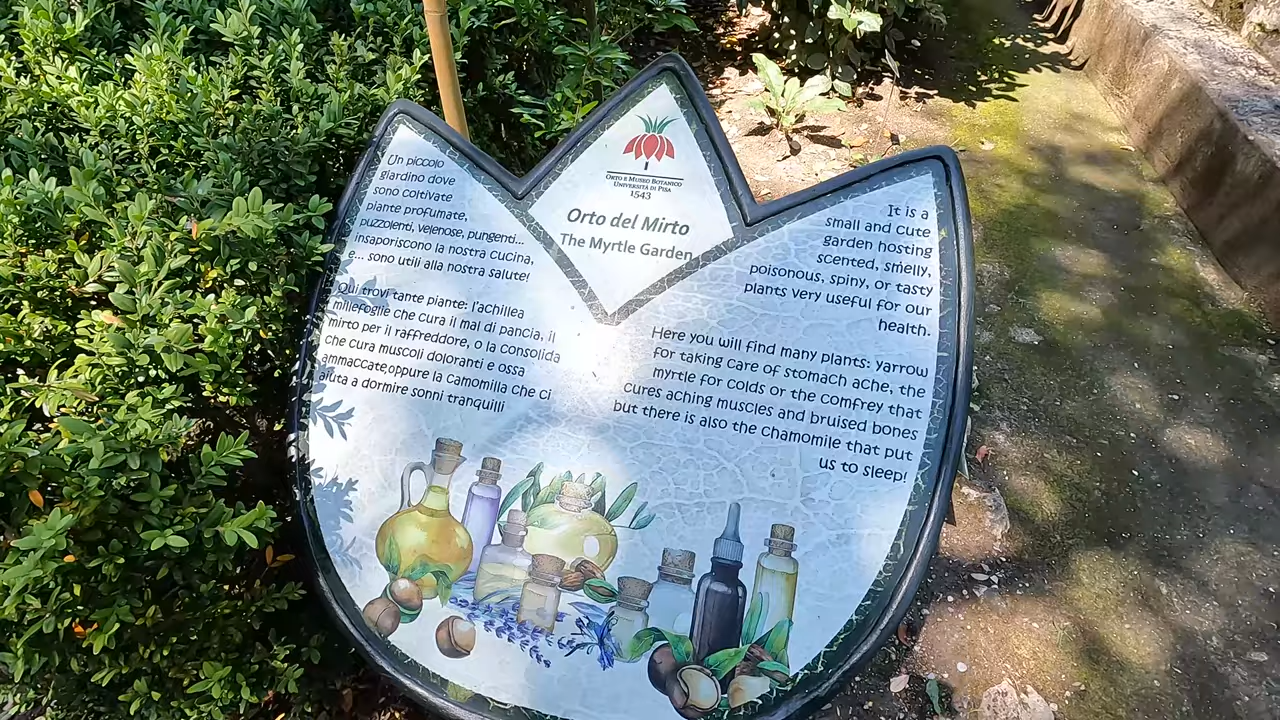 Orto e Museo Botanico
Università di Pisa
1543
Orto del Mirto
The Myrtle Garden
Un piccolo
giardino dove
sono coltivate
piante profumate,
puzzolenti, velenose, pungenti...
insaporiscono la nostra cucina,
e... sono utili alla nostra salute!
Qui trovi tante piante: l'achillea
millefoglie che cura il mal di pancia, il
mirto per il raffreddore, o la consolida
che cura muscoli doloranti e ossa
ammaccate,oppure la camomilla che ci
aiuta a dormire sonni tranquilli
It is a
small and cute
garden hosting
scented, smelly,
poisonous, spiny, or tasty
plants very useful for our
health.
Here you will find many plants: yarrow
for taking care of stomach ache, the
myrtle for colds or the comfrey that
cures aching muscles and bruised bones
but there is also the chamomile that put
us to sleep!